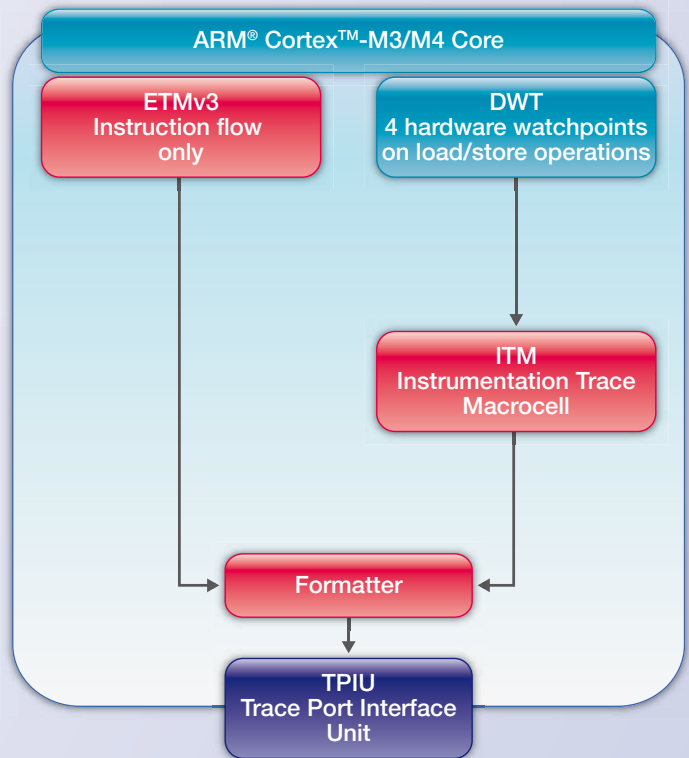 ARM® Cortex™-M3/M4 Core
ETMv3
Instruction flow
only
DWT
4 hardware watchpoints
on load/store operations
ITM
Instrumentation Trace
Macrocell
Formatter
TPIU
Trace Port Interface
Unit